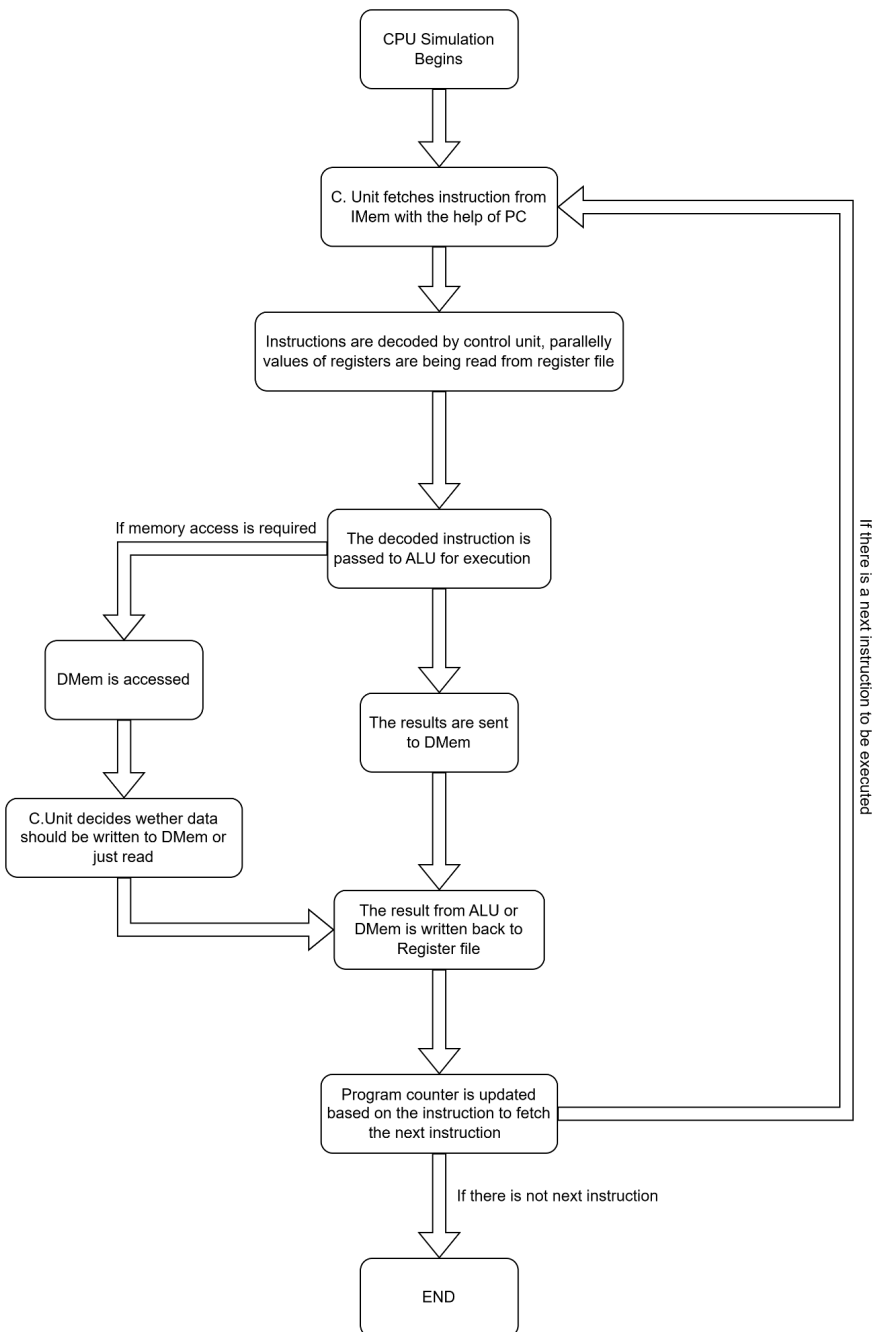 CPU Simulation
Begins
C. Unit fetches instruction from
IMem with the help of PC
Instructions are decoded by control unit, parallelly
values of registers are being read from register file
If memory access is required
The decoded instruction is
passed to ALU for execution
DMem is accessed
The results are sent
to DMem
C.Unit decides wether data
should be written to DMem or
just read
The result from ALU or
DMem is written back to
Register file
If there is a next instruction to be executed
Program counter is updated
based on the instruction to fetch
the next instruction
If there is not next instruction
END